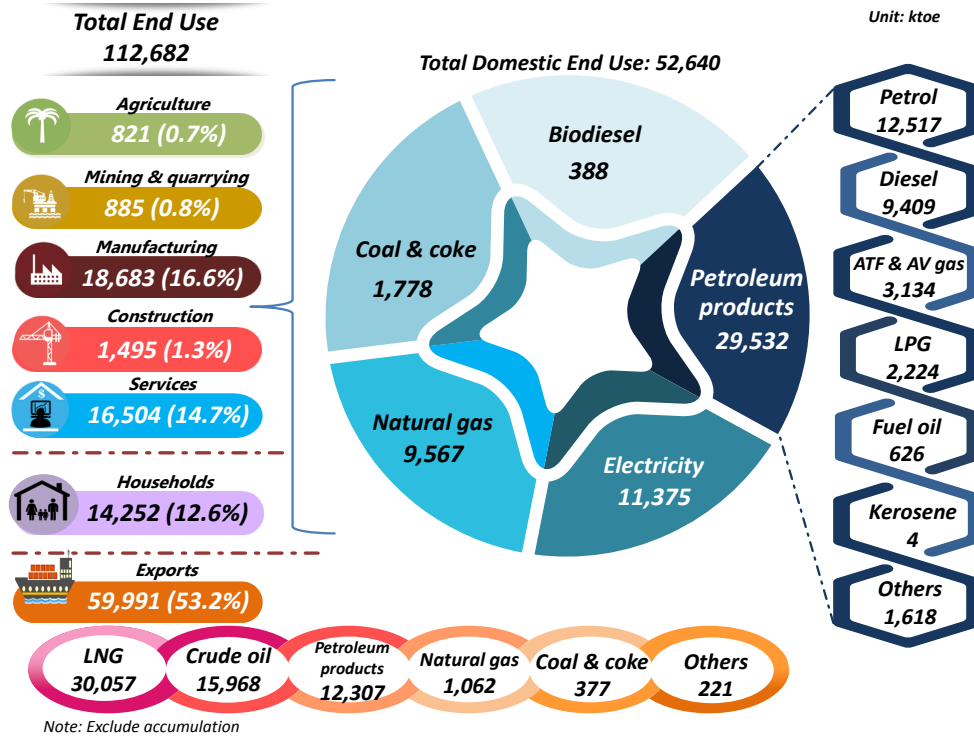 Total End Use
112,682
Unit: ktoe
Agriculture
821 (0.7%)
Mining & quarrying
885 (0.8%)
Manufacturing
18,683 (16.6%)
Construction
1,495 (1.3%)
Services
16,504 (14.7%)
Households
14,252 (12.6%)
Exports
59,991 (53.2%)
Total Domestic End Use: 52,640
Biodiesel
388
Coal & coke
1,778
Petroleum
products
29,532
Natural gas
9,567
Electricity
11,375
Petrol
12,517
Diesel
9,409
ATF & AV gas
3,134
LPG
2,224
Fuel oil
626
Kerosene
4
Others
1,618
LNG
30,057
Crude oil
15,968
Petroleum
products
12,307
Natural gas
1,062
Coal & coke
377
Others
221
Note: Exclude accumulation